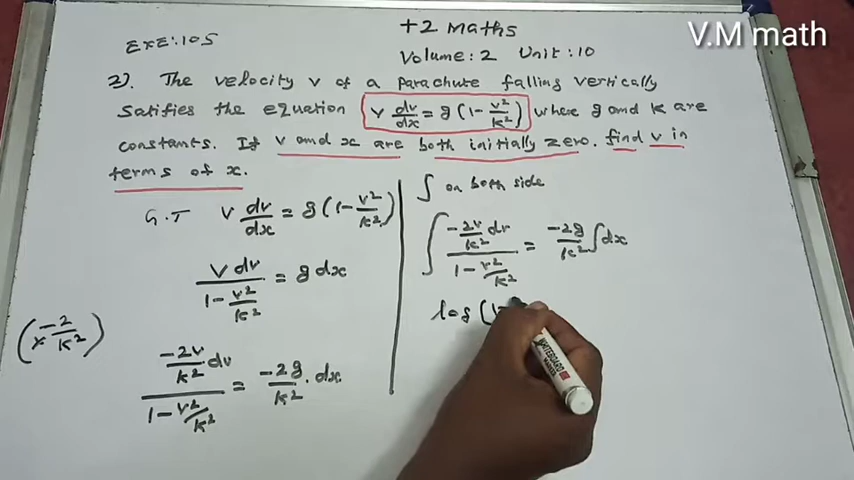 EXE:10.5
+2 Maths
V.M math
Volume:2 Unit:10
2). The velocity v of a parachute falling vertically
Satifies the equation v dv/dx = g(1 - v²/k²) where g and k are
constants. If v and x are both initially zero. find v in
terms of x.
G.T v dv/dx = g(1 - v²/k²)
v dv / (1 - v²/k²) = g dx
(× -2/k²)
(-2v/k² dv) / (1 - v²/k²) = -2g/k² . dx
∫ on both side
∫ (-2v/k² dv) / (1 - v²/k²) = -2g/k² ∫dx
log (1-
WHITEBOARD MARKER